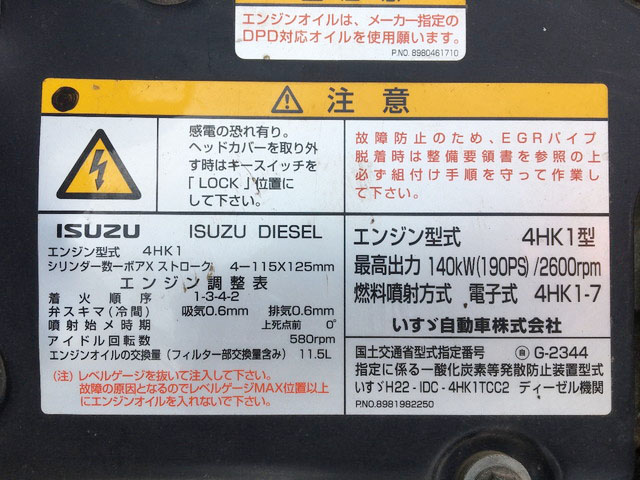 エンジンオイルは、メーカー指定の
DPD対応オイルを使用願います。
P.NO. 8980461710
注意
感電の恐れ有り。
ヘッドカバーを取り外
す時はキースイッチを
「LOCK」位置に
して下さい。
故障防止のため、EGRパイプ
脱着時は整備要領書を参照の上
必ず組付け手順を守って作業し
て下さい。
ISUZU ISUZU DIESEL
エンジン型式 4HK1
シリンダー数ーボアX ストローク 4-115X125mm
エンジン調整表
着火順序 1-3-4-2
弁スキマ(冷間) 吸気0.6mm 排気0.6mm
噴射始メ時期 上死点前 0°
アイドル回転数 580rpm
エンジンオイルの交換量(フィルター部交換量含み) 11.5L
(注)レベルゲージを抜いて注入して下さい。
故障の原因となるのでレベルゲージMAX位置以上
にエンジンオイルを入れないで下さい。
エンジン型式 4HK1型
最高出力 140kW(190PS)/2600rpm
燃料噴射方式 電子式 4HK1-7
いすゞ自動車株式会社
国土交通省型式指定番号 自 G-2344
指定に係る一酸化炭素等発散防止装置型式
いすゞH22-IDC-4HK1TCC2 ディーゼル機関
P.NO.8981982250